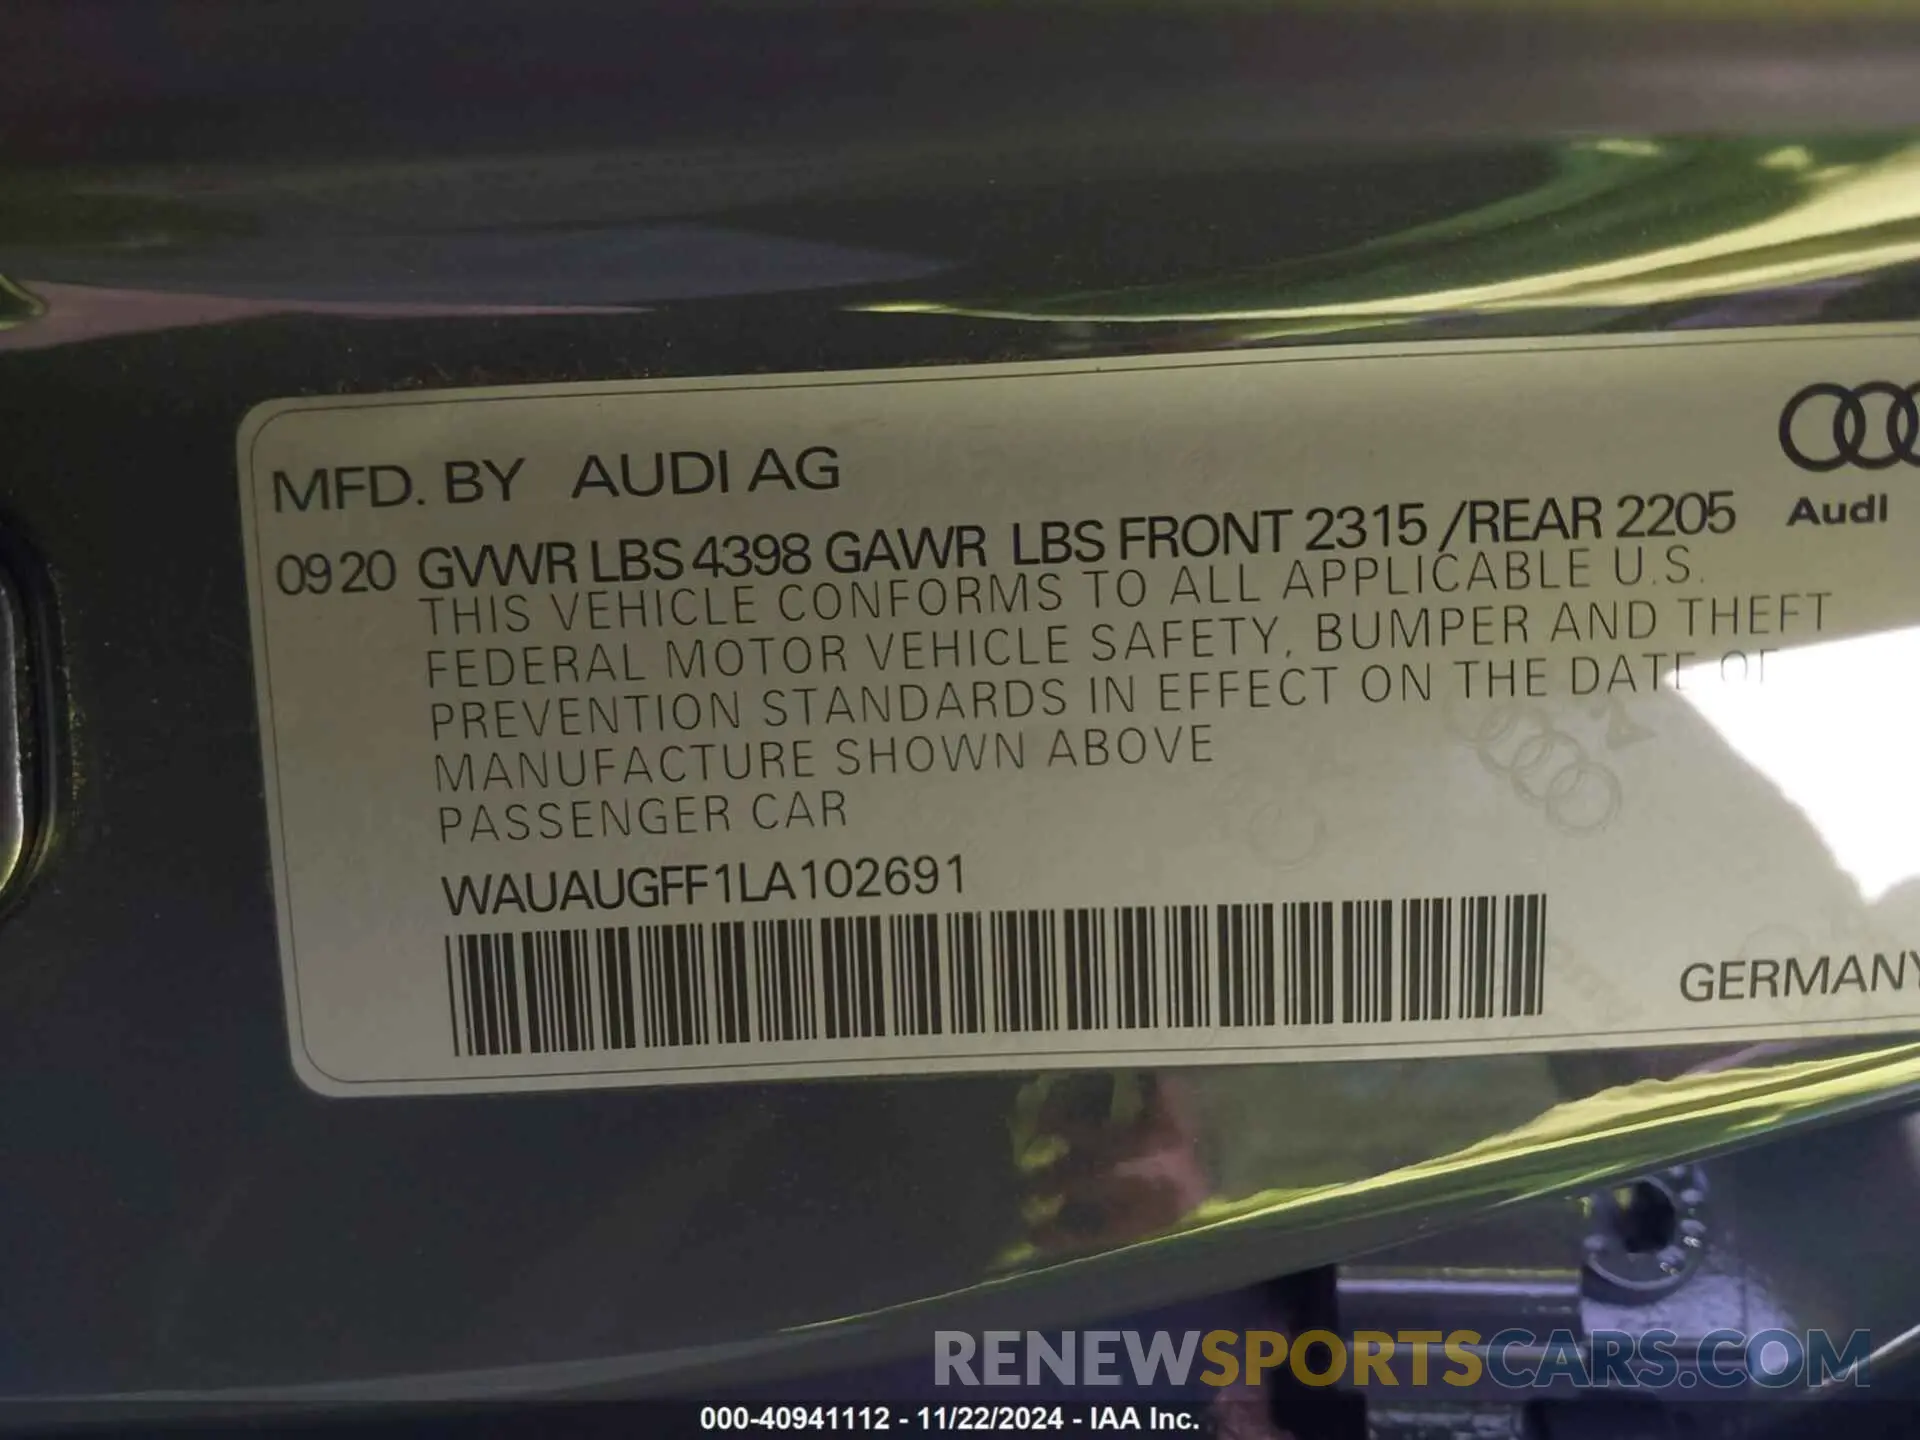 MFD. BY AUDI AG
Audi
09 20 GVWR LBS 4398 GAWR LBS FRONT 2315 /REAR 2205
THIS VEHICLE CONFORMS TO ALL APPLICABLE U.S.
FEDERAL MOTOR VEHICLE SAFETY, BUMPER AND THEFT
PREVENTION STANDARDS IN EFFECT ON THE DATE OF
MANUFACTURE SHOWN ABOVE
PASSENGER CAR
WAUAUGFF1LA102691
GERMANY
RENEWSPORTSCARS.COM
000-40941112 - 11/22/2024 - IAA Inc.